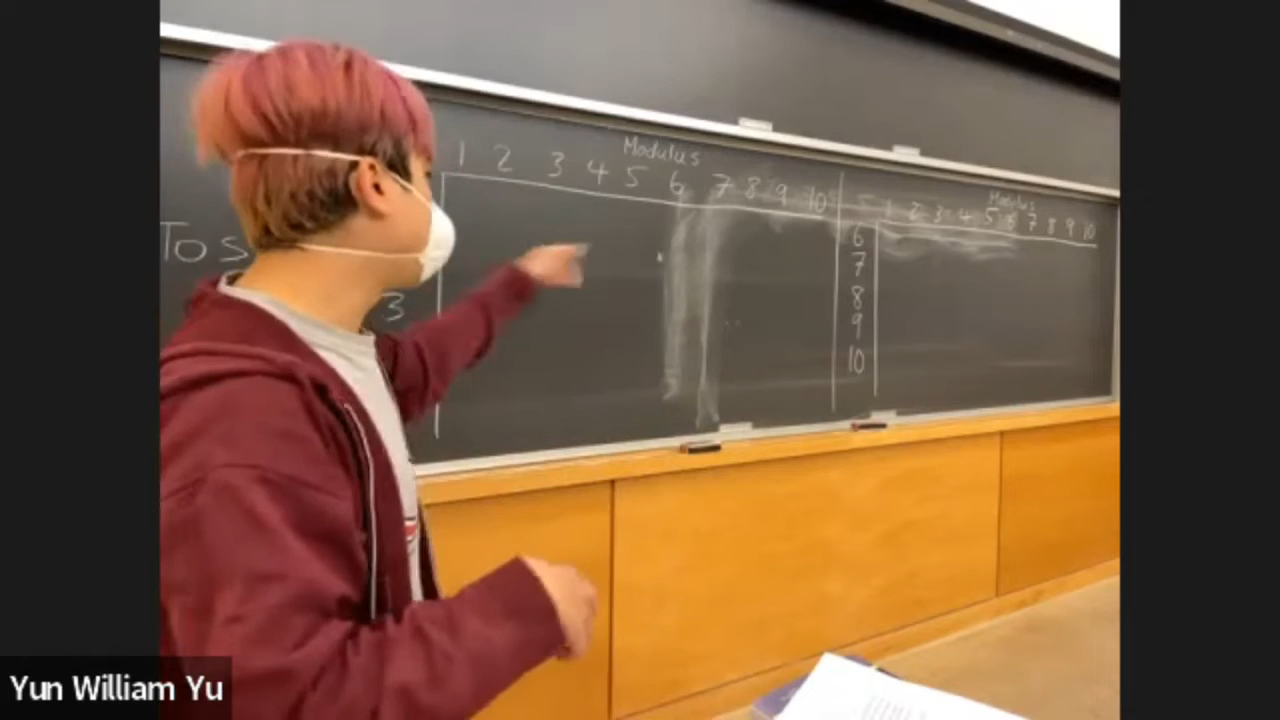 Modulus
1 2 3 4 5 6 7 8 9 10
Tos
3
Modulus
1 2 3 4 5 6 7 8 9 10
6
7
8
9
10
Yun William Yu